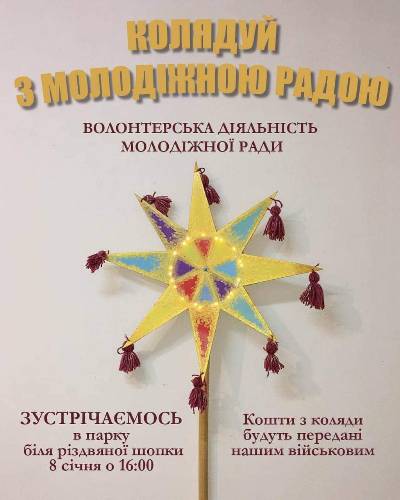 КОЛЯДУЙ
З МОЛОДІЖНОЮ РАДОЮ
ВОЛОНТЕРСЬКА ДІЯЛЬНІСТЬ
МОЛОДІЖНОЇ РАДИ
ЗУСТРІЧАЄМОСЬ
в парку
біля різдвяної шопки
8 січня о 16:00
Кошти з коляди
будуть передані
нашим військовим